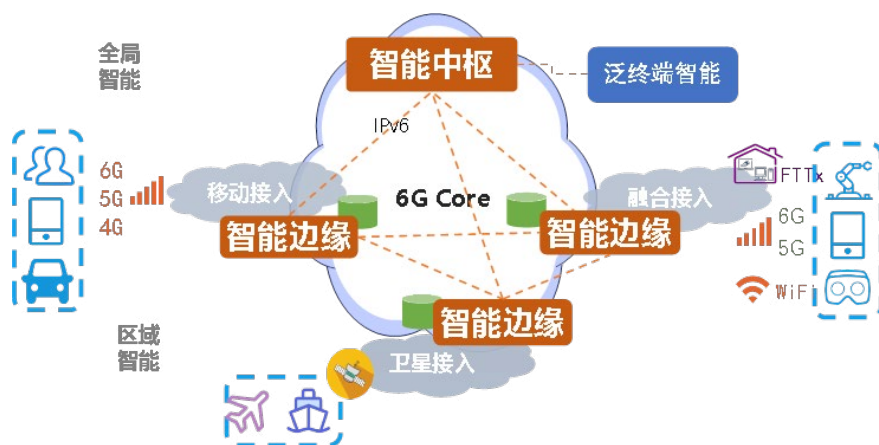 全局
智能
智能中枢
泛终端智能
IPv6
6G
5G
4G
移动接入
6G Core
融合接入
FTTx
智能边缘
智能边缘
6G
5G
WiFi
智能边缘
区域
智能
卫星接入